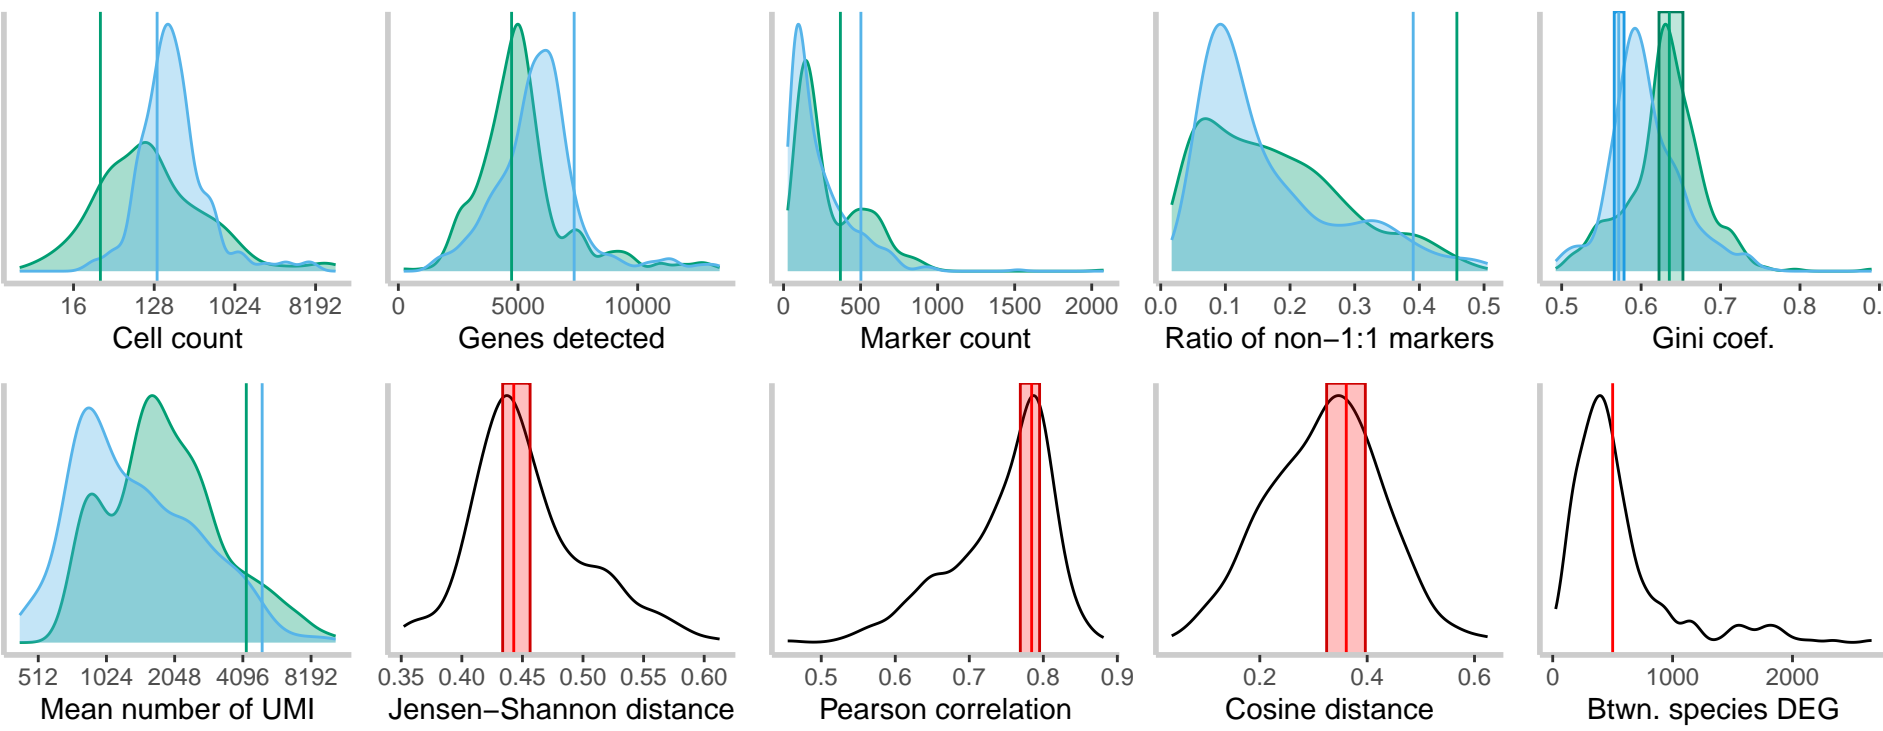 16 128 1024 8192
Cell count
0 5000 10000
Genes detected
0 500 1000 1500 2000
Marker count
0.0 0.1 0.2 0.3 0.4 0.5
Ratio of non−1:1 markers
0.5 0.6 0.7 0.8 0.
Gini coef.
512 1024 2048 4096 8192
Mean number of UMI
0.35 0.40 0.45 0.50 0.55 0.60
Jensen−Shannon distance
0.5 0.6 0.7 0.8 0.9
Pearson correlation
0.2 0.4 0.6
Cosine distance
0 1000 2000
Btwn. species DEG